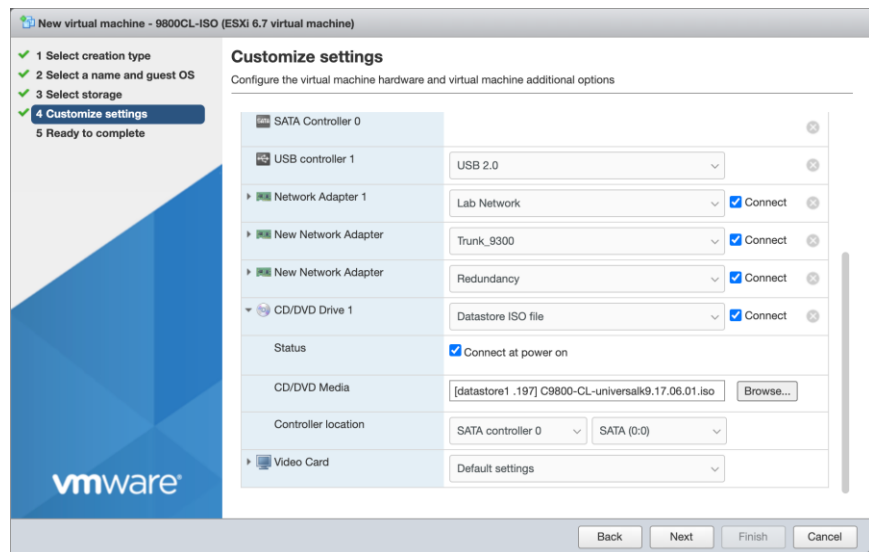 New virtual machine - 9800CL-ISO (ESXi 6.7 virtual machine)
1 Select creation type
2 Select a name and guest OS
3 Select storage
4 Customize settings
5 Ready to complete
vmware®
Customize settings
Configure the virtual machine hardware and virtual machine additional options
SATA Controller 0
USB controller 1 USB 2.0
Network Adapter 1 Lab Network Connect
New Network Adapter Trunk_9300 Connect
New Network Adapter Redundancy Connect
CD/DVD Drive 1 Datastore ISO file Connect
Status Connect at power on
CD/DVD Media [datastore1 .197] C9800-CL-universalk9.17.06.01.iso Browse...
Controller location SATA controller 0 SATA (0:0)
Video Card Default settings
Back Next Finish Cancel